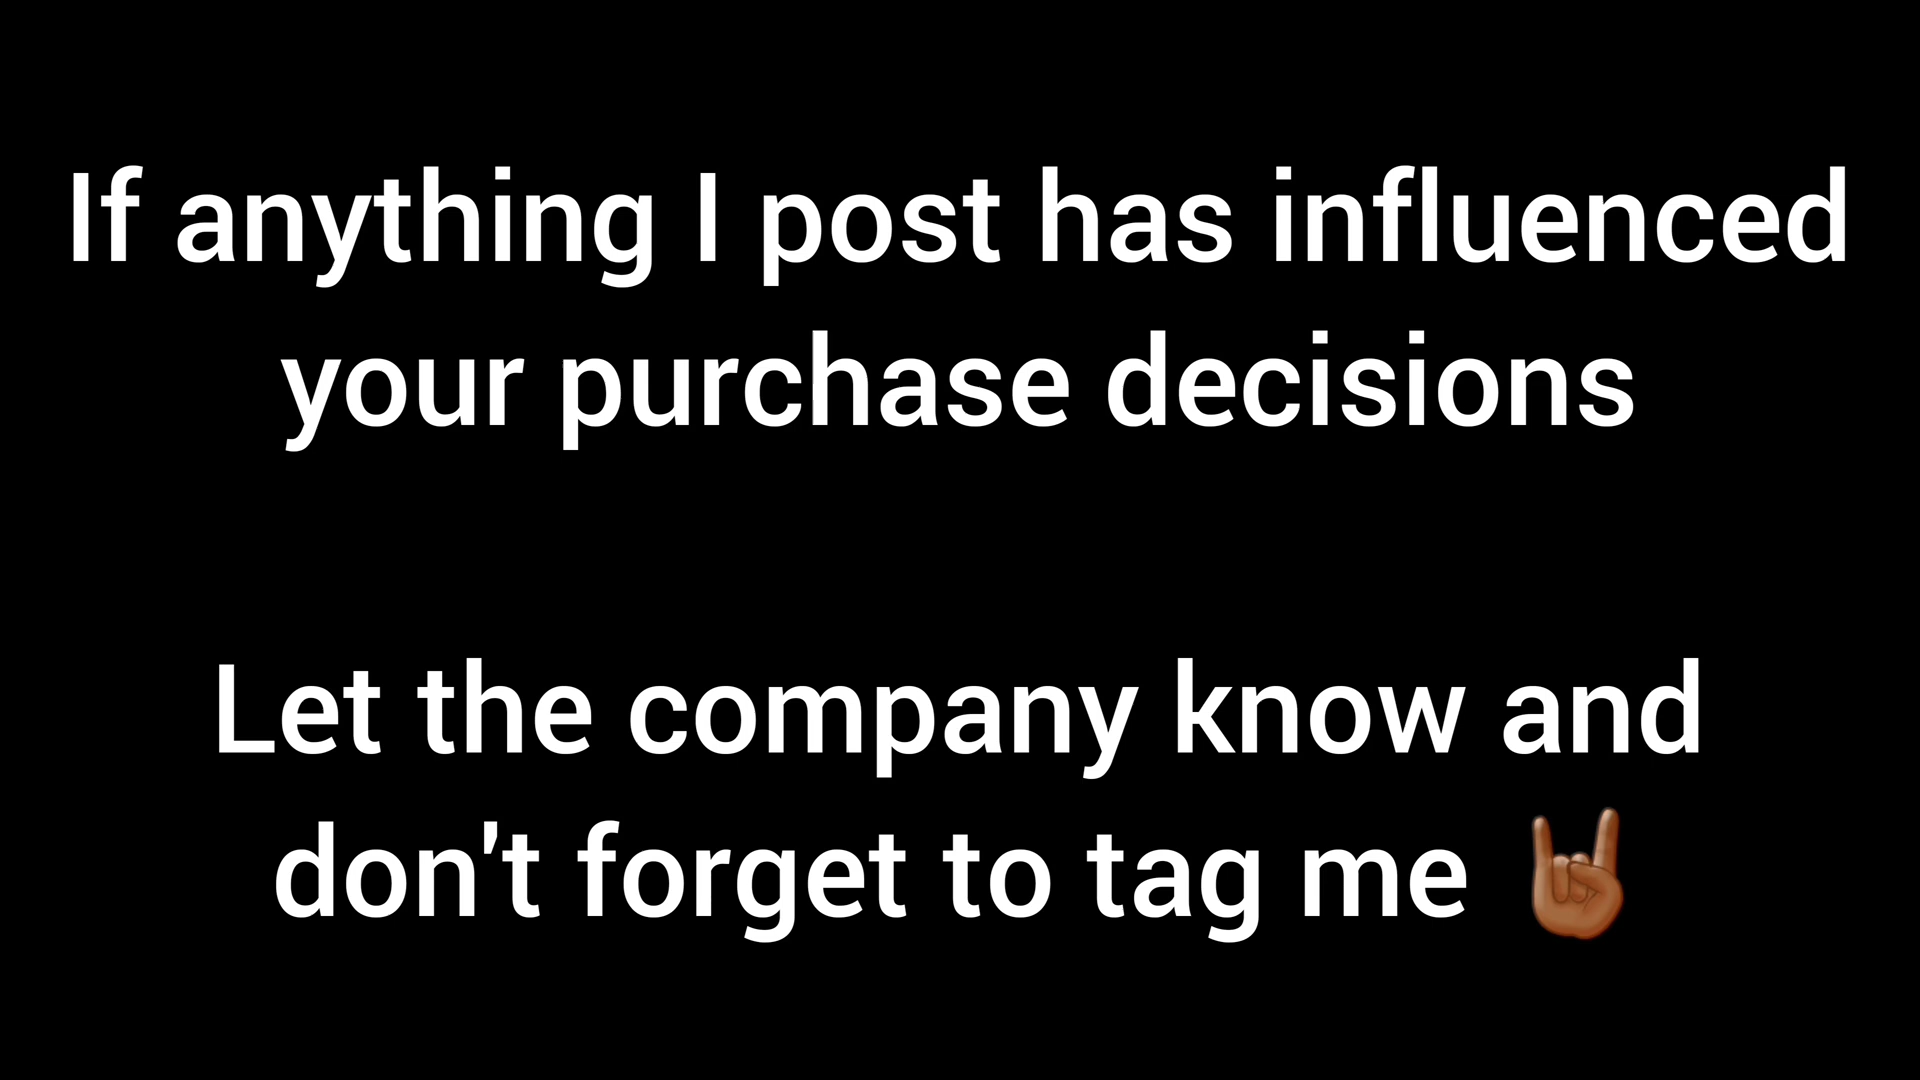 If anything I post has influenced
your purchase decisions
Let the company know and
don't forget to tag me 🤘🏾